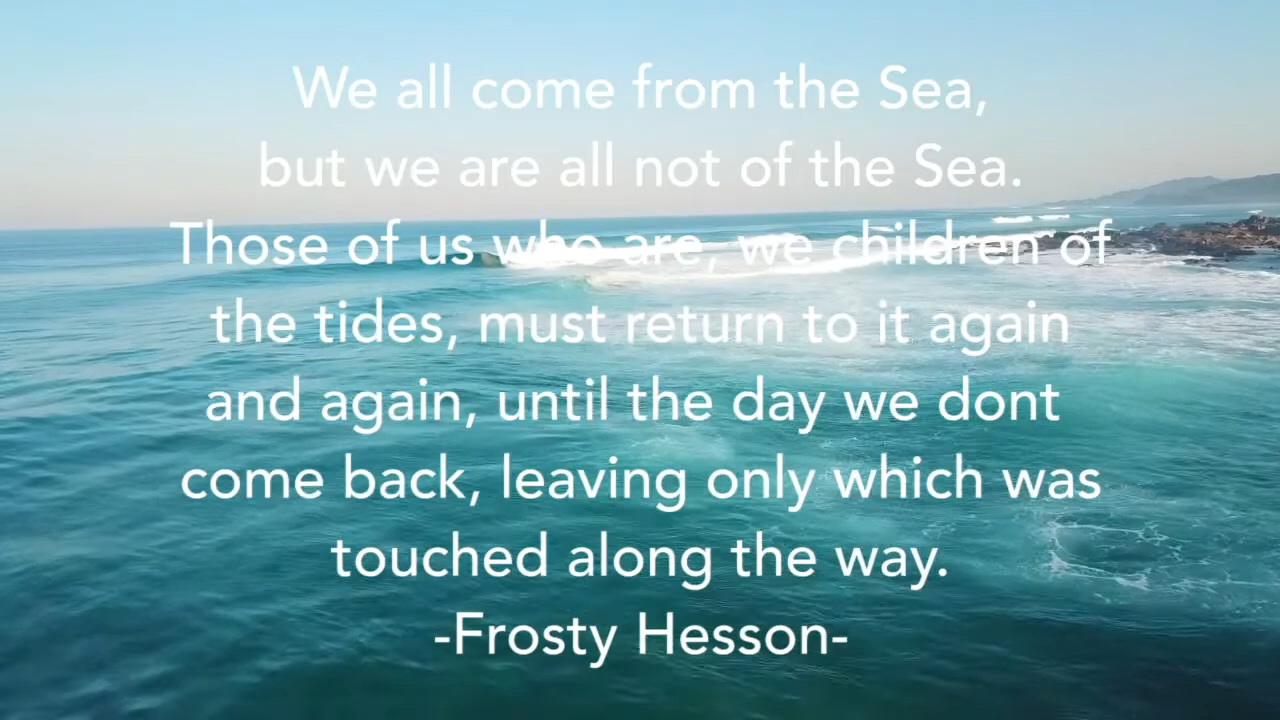 We all come from the Sea,
but we are all not of the Sea.
Those of us who are, we children of
the tides, must return to it again
and again, until the day we dont
come back, leaving only which was
touched along the way.
-Frosty Hesson-